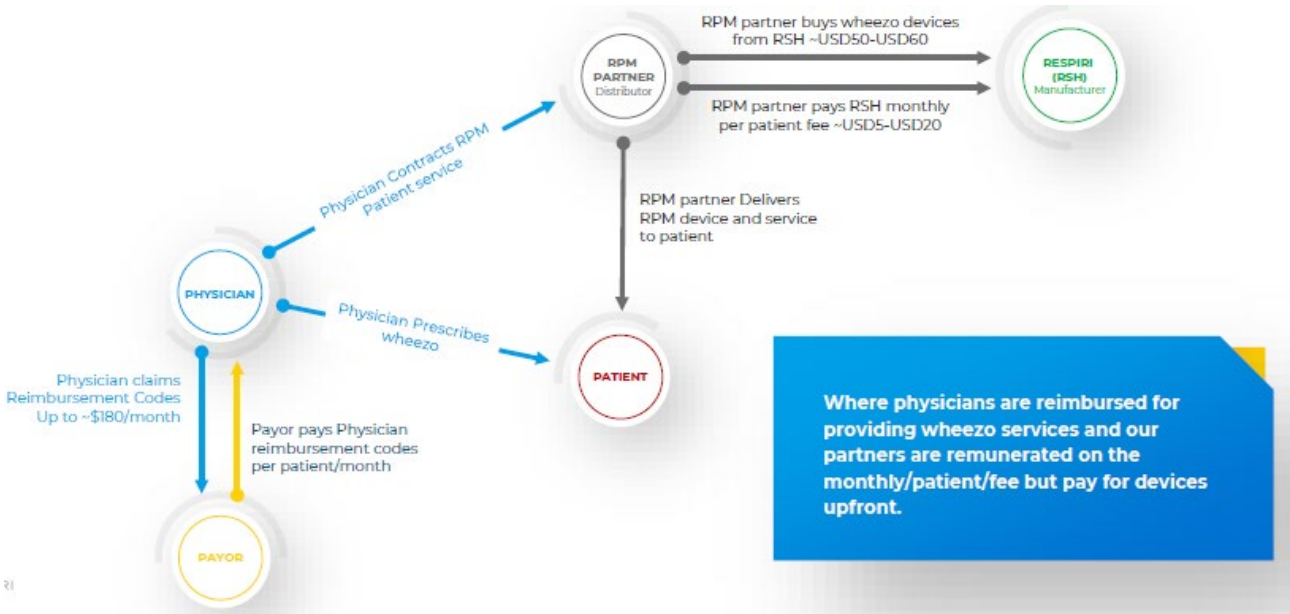 RPM partner buys wheezo devices
from RSH ~USD50-USD60
RPM
PARTNER
Distributor
RESPIRI
(RSH)
Manufacturer
RPM partner pays RSH monthly
per patient fee ~USD5-USD20
Physician Contracts RPM
Patient service
RPM partner Delivers
RPM device and service
to patient
PHYSICIAN
Physician Prescribes
wheezo
PATIENT
Physician claims
Reimbursement Codes
Up to ~$180/month
Payor pays Physician
reimbursement codes
per patient/month
Where physicians are reimbursed for
providing wheezo services and our
partners are remunerated on the
monthly/patient/fee but pay for devices
upfront.
PAYOR
RI